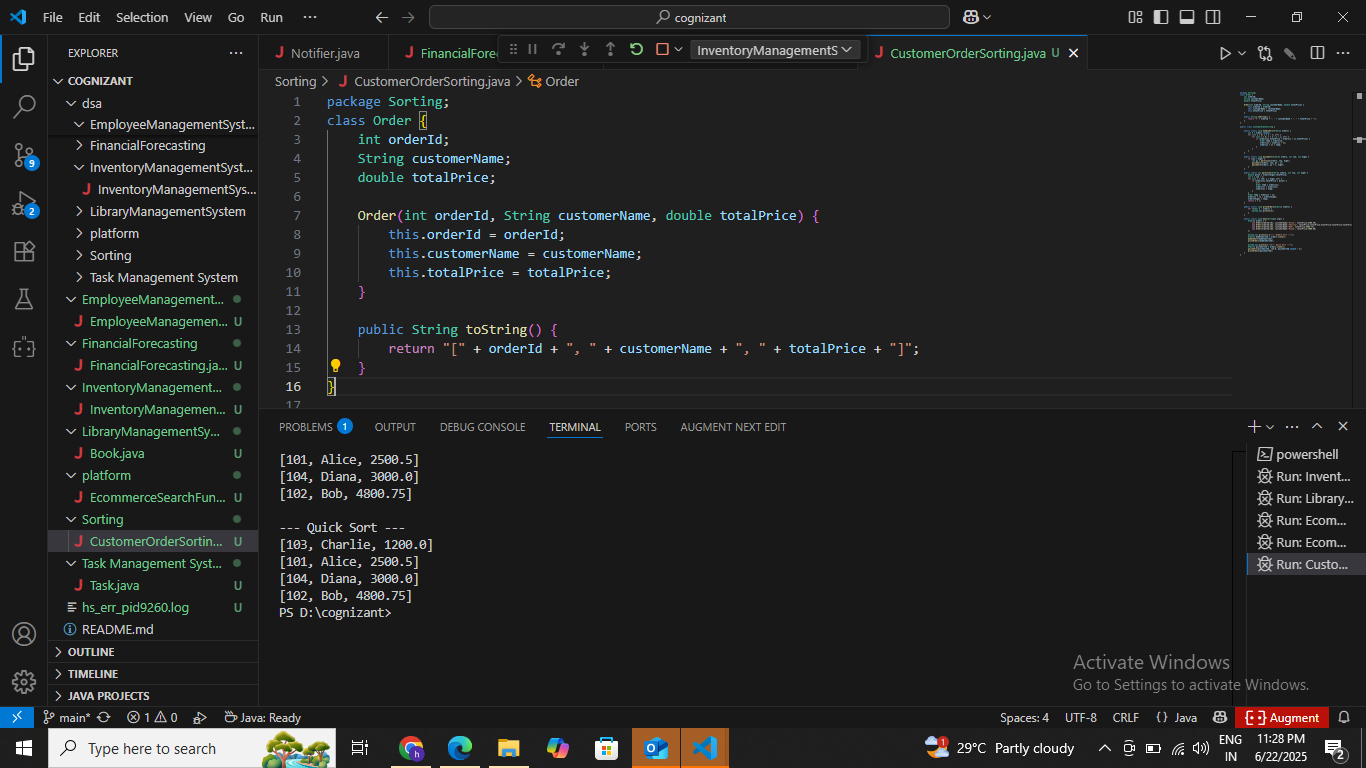 File Edit Selection View Go Run ··· cognizant
EXPLORER ···
COGNIZANT
dsa
EmployeeManagementSyst...
FinancialForecasting
InventoryManagementSyst...
InventoryManagementSys...
LibraryManagementSystem
platform
Sorting
Task Management System
EmployeeManagement...
EmployeeManagemen... U
FinancialForecasting
FinancialForecasting.ja... U
InventoryManagement...
InventoryManagemen... U
LibraryManagementSy...
Book.java U
platform
EcommerceSearchFun... U
Sorting
CustomerOrderSortin... U
Task Management Syst...
Task.java U
hs_err_pid9260.log U
README.md
OUTLINE
TIMELINE
JAVA PROJECTS
9
2
Notifier.java FinancialFore InventoryManagementS CustomerOrderSorting.java U
Sorting > CustomerOrderSorting.java > Order
1 package Sorting;
2 class Order {
3 int orderId;
4 String customerName;
5 double totalPrice;
6
7 Order(int orderId, String customerName, double totalPrice) {
8 this.orderId = orderId;
9 this.customerName = customerName;
10 this.totalPrice = totalPrice;
11 }
12
13 public String toString() {
14 return "[" + orderId + ", " + customerName + ", " + totalPrice + "]";
15 }
16 }
17
PROBLEMS 1 OUTPUT DEBUG CONSOLE TERMINAL PORTS AUGMENT NEXT EDIT
[101, Alice, 2500.5]
[104, Diana, 3000.0]
[102, Bob, 4800.75]
--- Quick Sort ---
[103, Charlie, 1200.0]
[101, Alice, 2500.5]
[104, Diana, 3000.0]
[102, Bob, 4800.75]
PS D:\cognizant>
powershell
Run: Invent...
Run: Library...
Run: Ecom...
Run: Ecom...
Run: Custo...
Activate Windows
Go to Settings to activate Windows.
main* 1 0 Java: Ready Spaces: 4 UTF-8 CRLF {} Java Augment
Type here to search 29°C Partly cloudy ENG IN 11:28 PM 6/22/2025 2
1